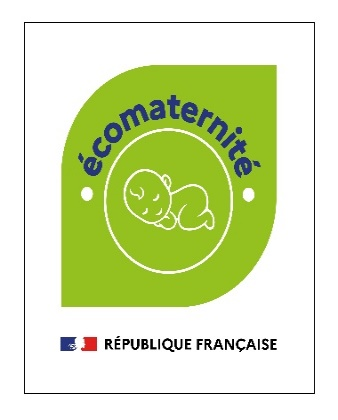 écomaternité
RÉPUBLIQUE FRANÇAISE